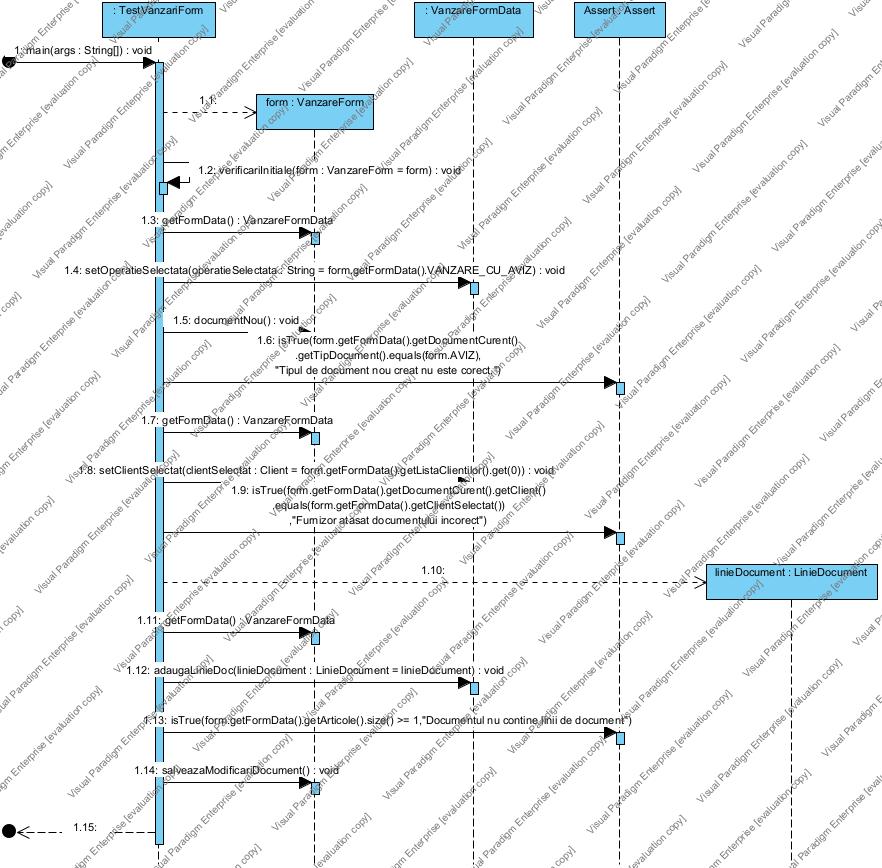 : TestVanzariForm
: VanzareFormData
Assert : Assert
1: main(args : String[]) : void
1.1:
form : VanzareForm
1.2: verificariInitiale(form : VanzareForm = form) : void
1.3: getFormData() : VanzareFormData
1.4: setOperatieSelectata(operatieSelectata : String = form.getFormData().VANZARE_CU_AVIZ) : void
1.5: documentNou() : void
1.6: isTrue(form.getFormData().getDocumentCurent()
.getTipDocument().equals(form.AVIZ),
"Tipul de document nou creat nu este corect.")
1.7: getFormData() : VanzareFormData
1.8: setClientSelectat(clientSelectat : Client = form.getFormData().getListaClientilor().get(0)) : void
1.9: isTrue(form.getFormData().getDocumentCurent().getClient()
.equals(form.getFormData().getClientSelectat())
,"Furnizor atasat documentului incorect")
1.10:
linieDocument : LinieDocument
1.11: getFormData() : VanzareFormData
1.12: adaugaLinieDoc(linieDocument : LinieDocument = linieDocument) : void
1.13: isTrue(form.getFormData().getArticole().size() >= 1,"Documentul nu contine linii de document")
1.14: salveazaModificariDocument() : void
1.15:
Visual Paradigm Enterprise [evaluation copy]